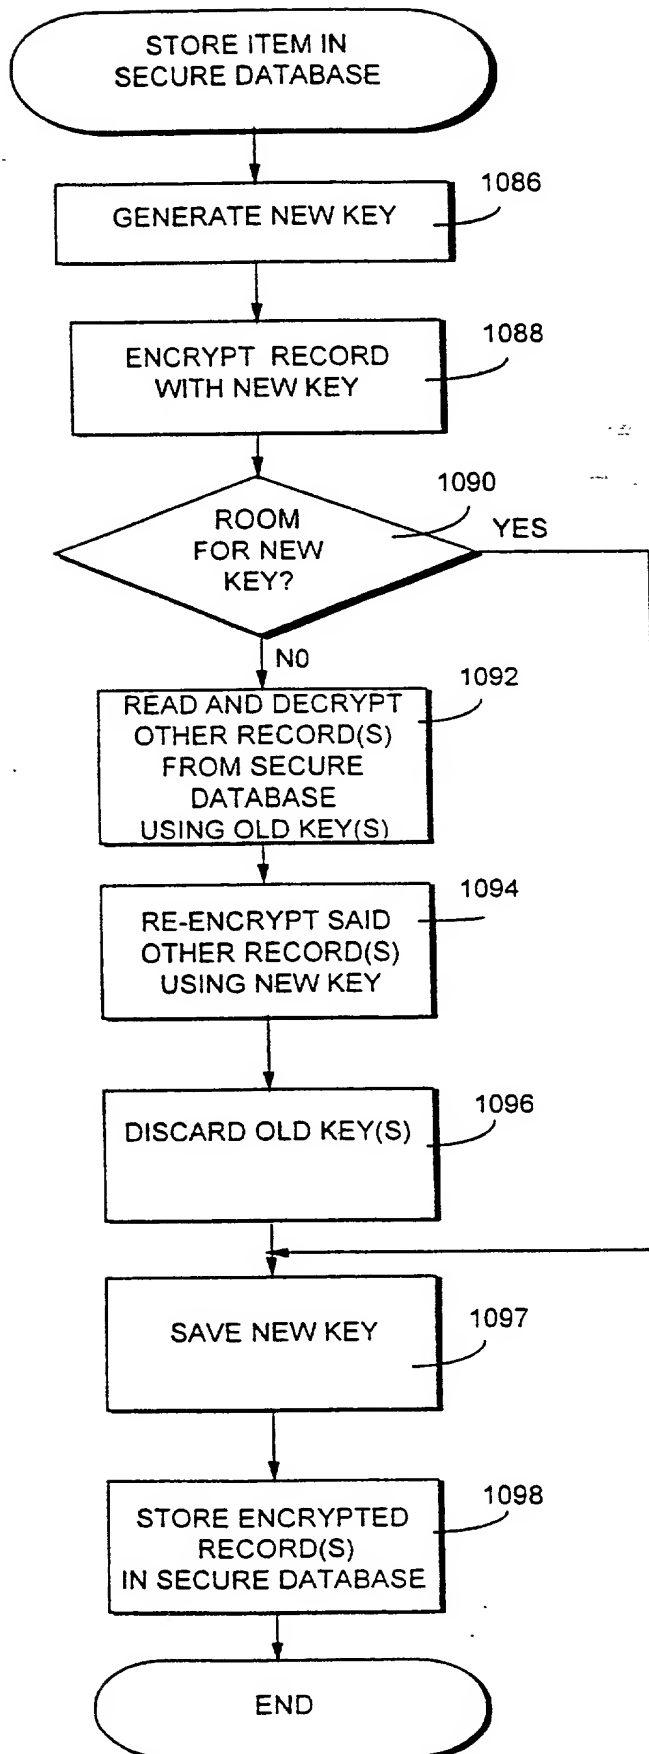 STORE ITEM IN
SECURE DATABASE
1086
GENERATE NEW KEY
1088
ENCRYPT RECORD
WITH NEW KEY
1090
ROOM
FOR NEW
KEY?
YES
NO
1092
READ AND DECRYPT
OTHER RECORD(S)
FROM SECURE
DATABASE
USING OLD KEY(S)
1094
RE-ENCRYPT SAID
OTHER RECORD(S)
USING NEW KEY
1096
DISCARD OLD KEY(S)
SAVE NEW KEY
1097
1098
STORE ENCRYPTED
RECORD(S)
IN SECURE DATABASE
END